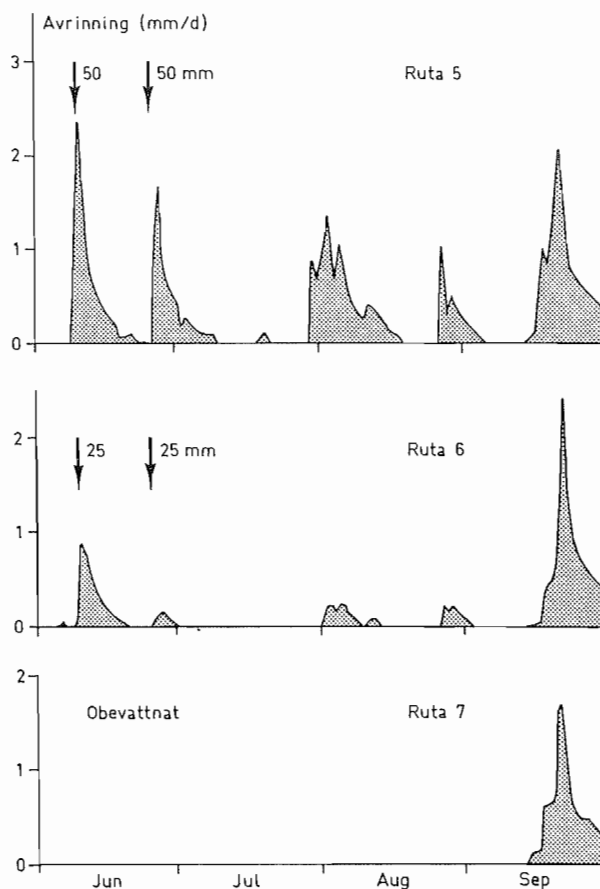 Avrinning (mm/d)
3
50
50 mm
Ruta 5
2
1
0
2
25
25 mm
Ruta 6
1
0
2
Obevattnat
Ruta 7
1
0
Jun
Jul
Aug
Sep